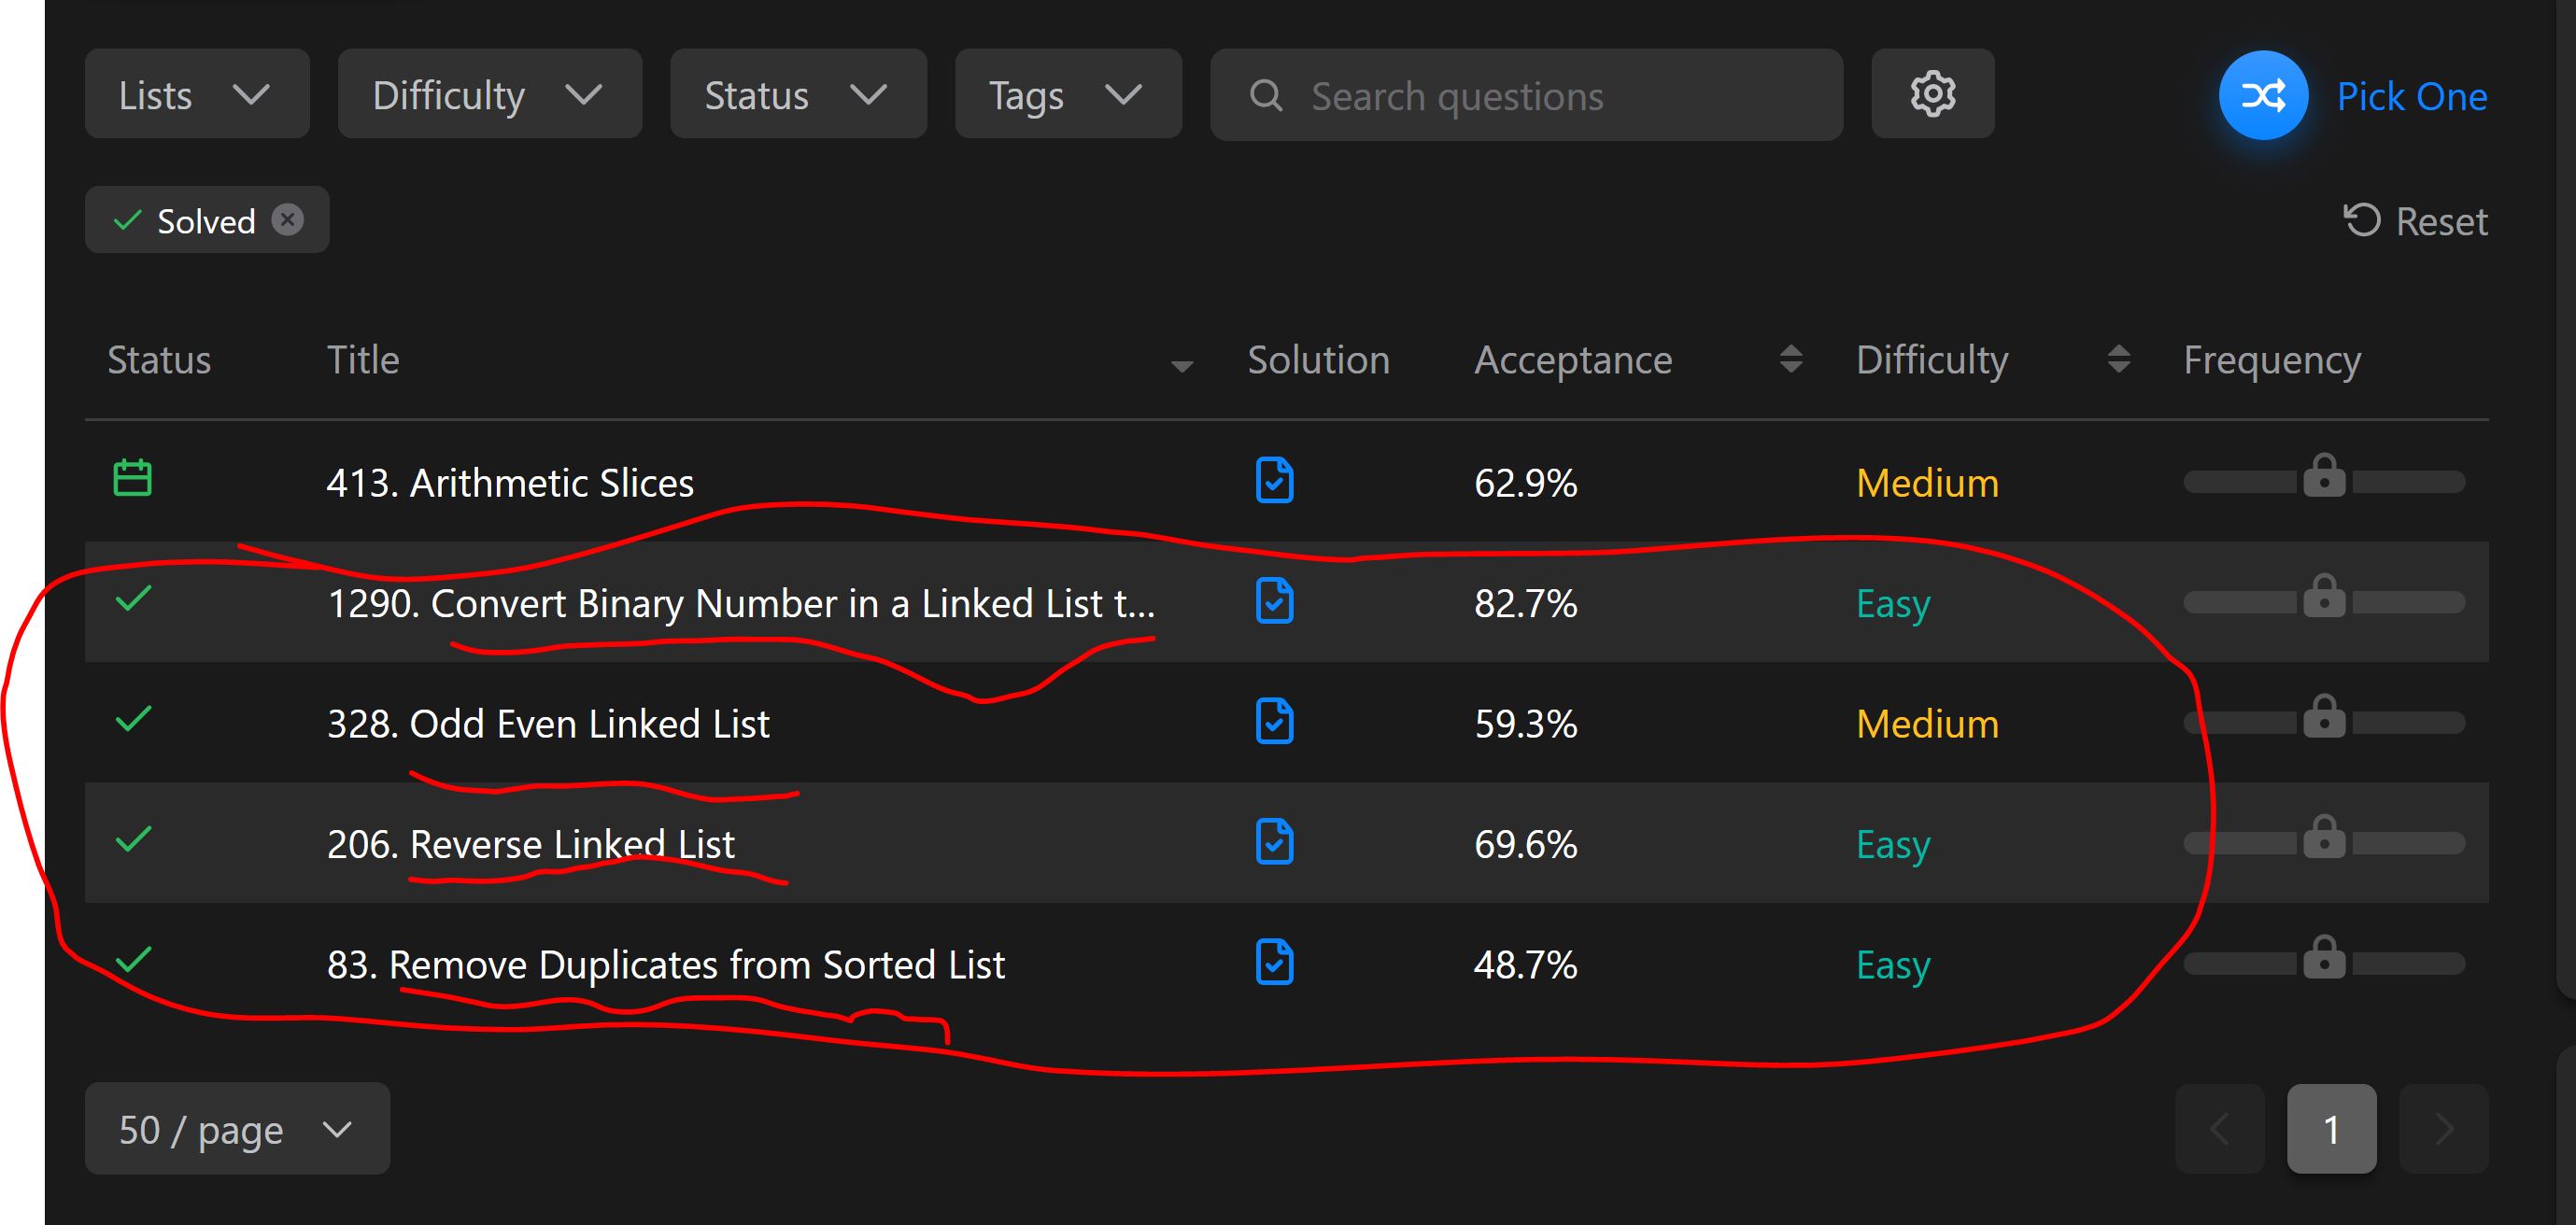 Lists Difficulty Status Tags Search questions Pick One
Solved Reset
Status Title Solution Acceptance Difficulty Frequency
413. Arithmetic Slices 62.9% Medium
1290. Convert Binary Number in a Linked List t... 82.7% Easy
328. Odd Even Linked List 59.3% Medium
206. Reverse Linked List 69.6% Easy
83. Remove Duplicates from Sorted List 48.7% Easy
50 / page 1